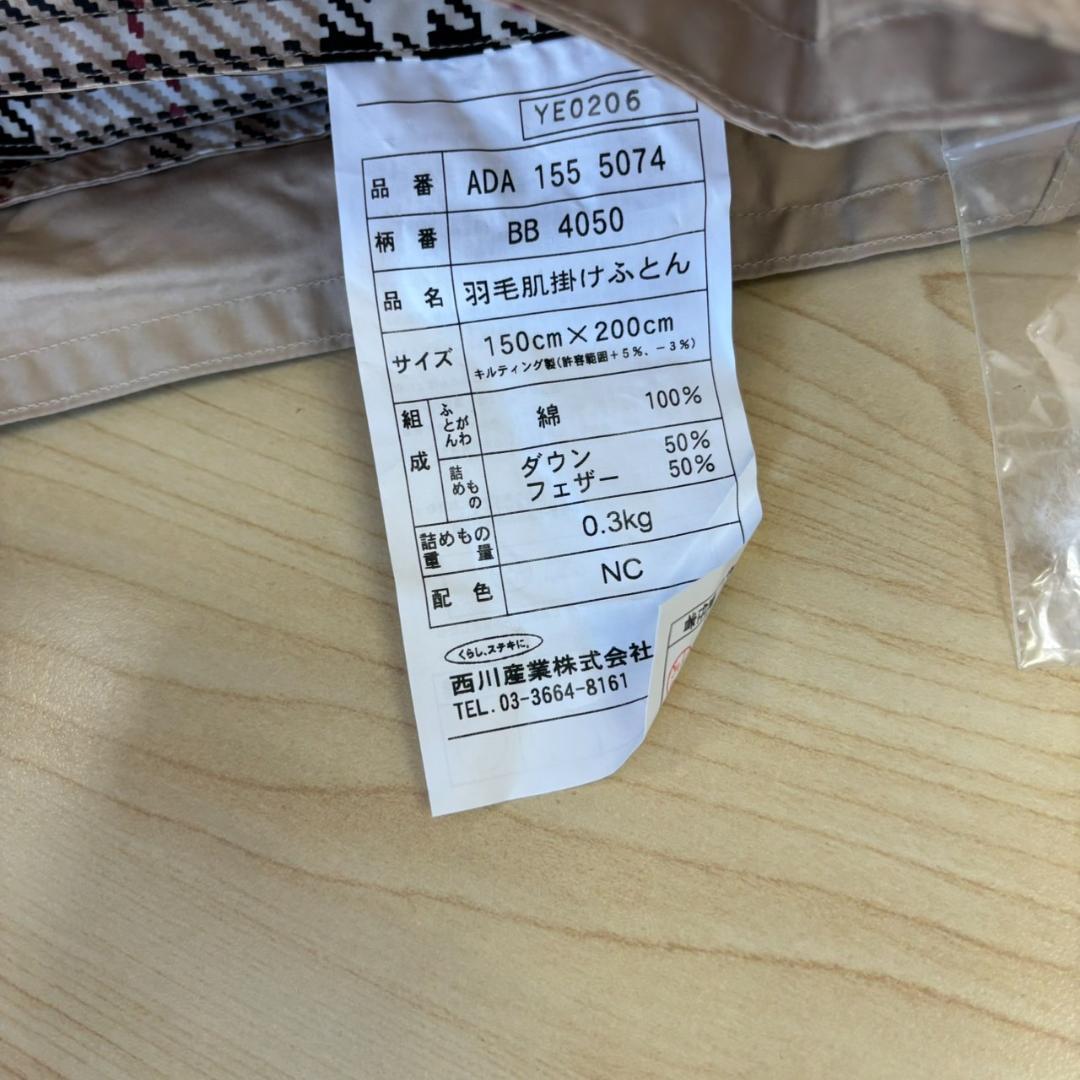 YE0206
品番 ADA 155 5074
柄番 BB 4050
品名 羽毛肌掛けふとん
サイズ 150cm×200cm
キルティング製(許容範囲+5%、-3%)
組成 ふとんがわ 綿 100%
詰めもの ダウン 50%
フェザー 50%
詰めもの重量 0.3kg
配色 NC
くらし、ステキに。
西川産業株式会社
TEL.03-3664-8161